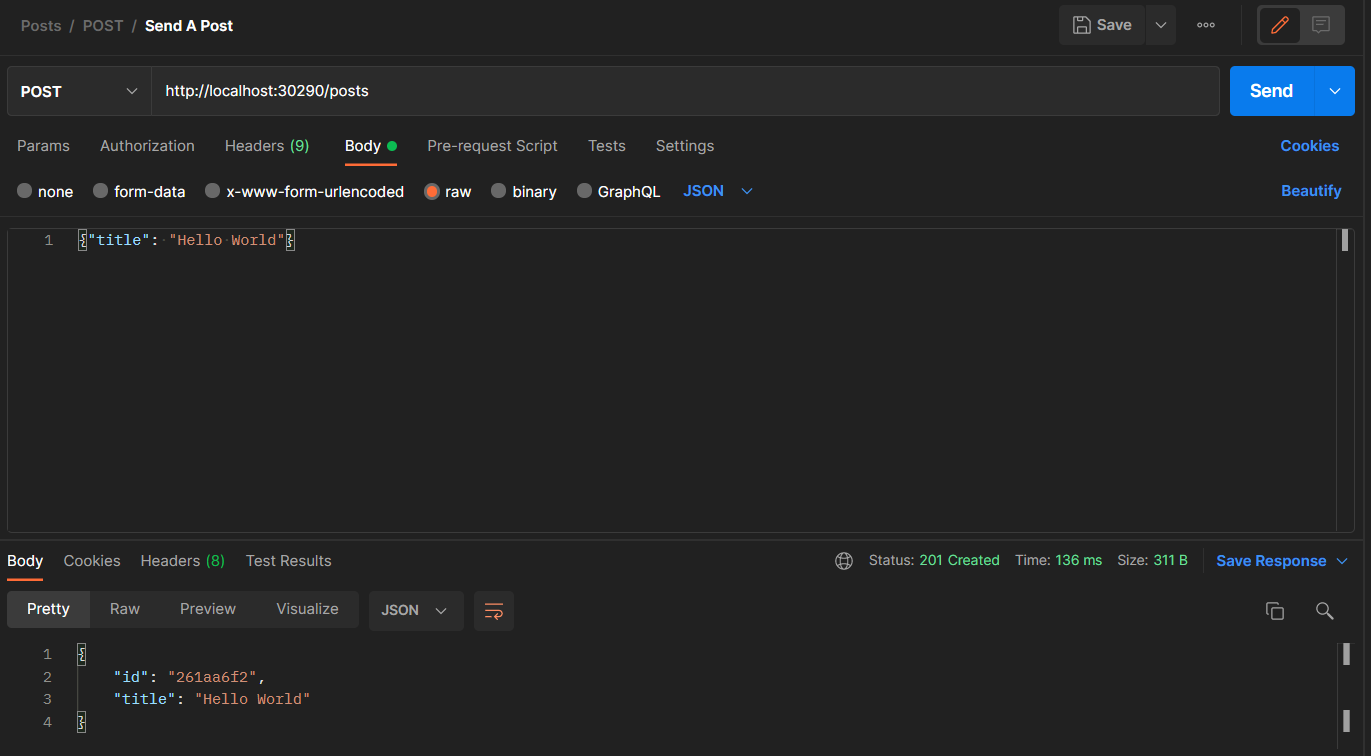 Posts / POST / Send A Post
Save
POST
http://localhost:30290/posts
Send
Params Authorization Headers (9) Body Pre-request Script Tests Settings Cookies
none form-data x-www-form-urlencoded raw binary GraphQL JSON Beautify
1 {"title": "Hello World"}
Body Cookies Headers (8) Test Results Status: 201 Created Time: 136 ms Size: 311 B Save Response
Pretty Raw Preview Visualize JSON
1 {
2 "id": "261aa6f2",
3 "title": "Hello World"
4 }